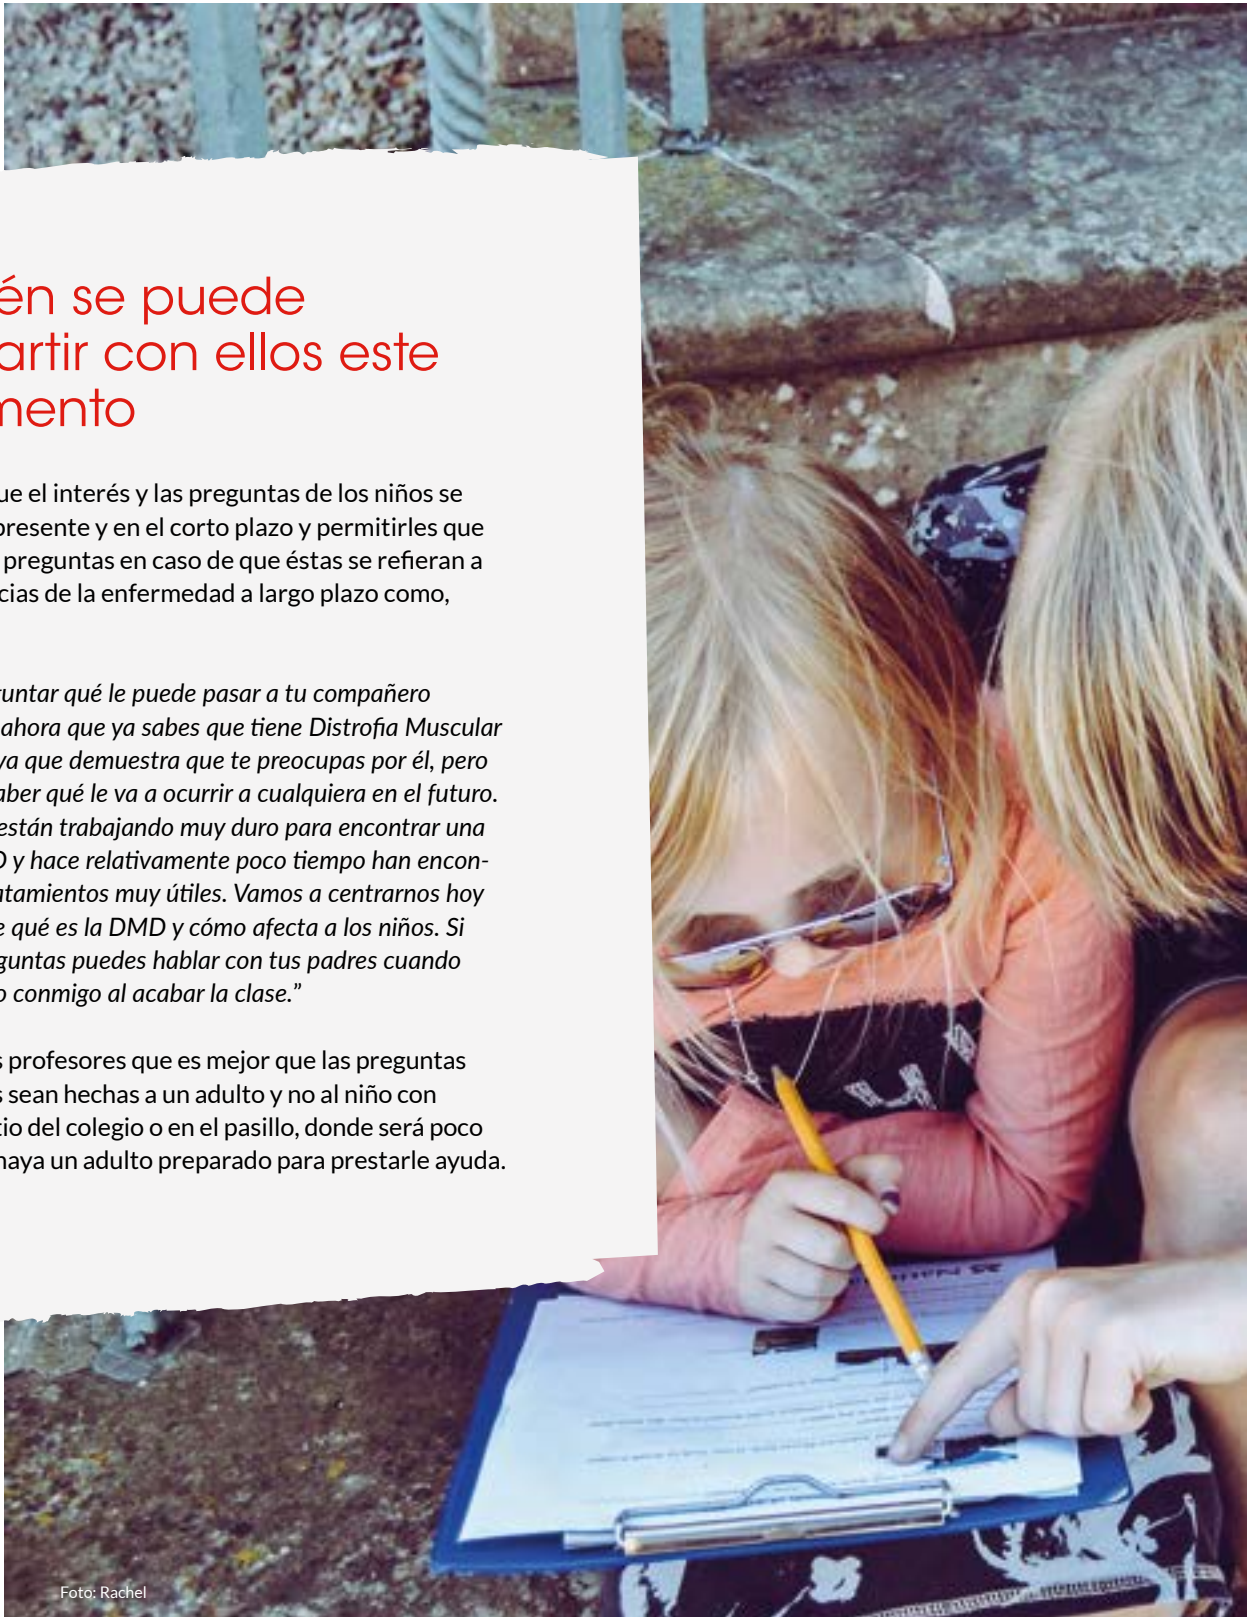 én se puede
artir con ellos este
mento
ue el interés y las preguntas de los niños se
presente y en el corto plazo y permitirles que
preguntas en caso de que éstas se refieran a
cias de la enfermedad a largo plazo como,
untar qué le puede pasar a tu compañero
ahora que ya sabes que tiene Distrofia Muscular
ya que demuestra que te preocupas por él, pero
aber qué le va a ocurrir a cualquiera en el futuro.
están trabajando muy duro para encontrar una
D y hace relativamente poco tiempo han encon-
atamientos muy útiles. Vamos a centrarnos hoy
e qué es la DMD y cómo afecta a los niños. Si
guntas puedes hablar con tus padres cuando
o conmigo al acabar la clase.”
s profesores que es mejor que las preguntas
s sean hechas a un adulto y no al niño con
tio del colegio o en el pasillo, donde será poco
haya un adulto preparado para prestarle ayuda.
Foto: Rachel